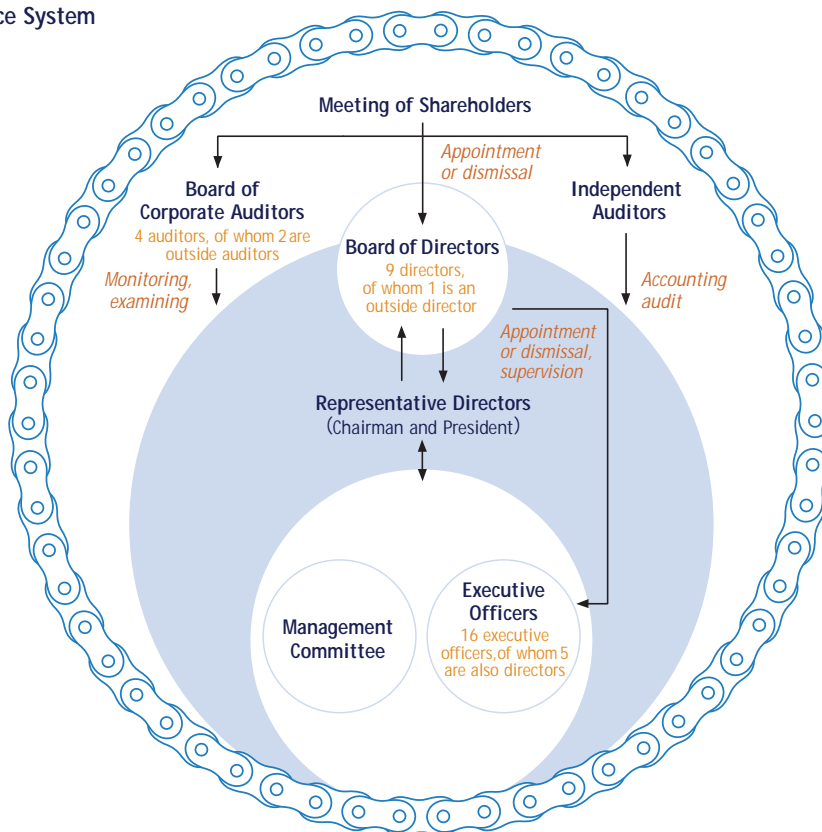 ce System
Meeting of Shareholders
Appointment
or dismissal
Board of
Corporate Auditors
4 auditors, of whom 2 are
outside auditors
Independent
Auditors
Monitoring,
examining
Board of Directors
9 directors,
of whom 1 is an
outside director
Accounting
audit
Appointment
or dismissal,
supervision
Representative Directors
(Chairman and President)
Management
Committee
Executive
Officers
16 executive
officers,of whom 5
are also directors